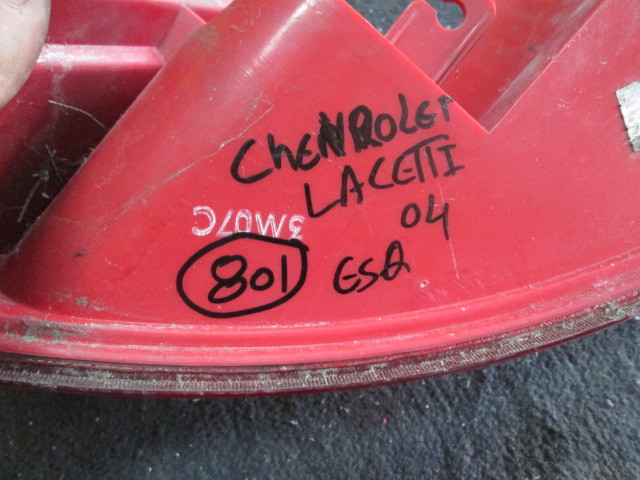 CHEVROLET
LACETTI
04
3M07C
801 ESQ